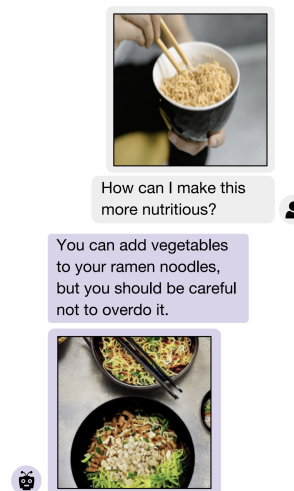 How can I make this
more nutritious?
You can add vegetables
to your ramen noodles,
but you should be careful
not to overdo it.